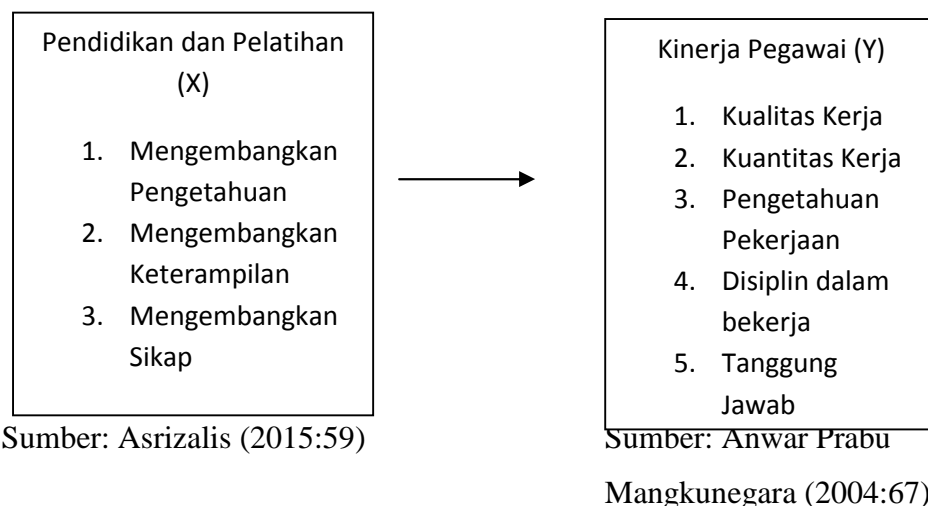 Pendidikan dan Pelatihan
(X)
1. Mengembangkan
Pengetahuan
2. Mengembangkan
Keterampilan
3. Mengembangkan
Sikap
Sumber: Asrizalis (2015:59)
Kinerja Pegawai (Y)
1. Kualitas Kerja
2. Kuantitas Kerja
3. Pengetahuan
Pekerjaan
4. Disiplin dalam
bekerja
5. Tanggung
Jawab
Sumber: Anwar Prabu
Mangkunegara (2004:67)